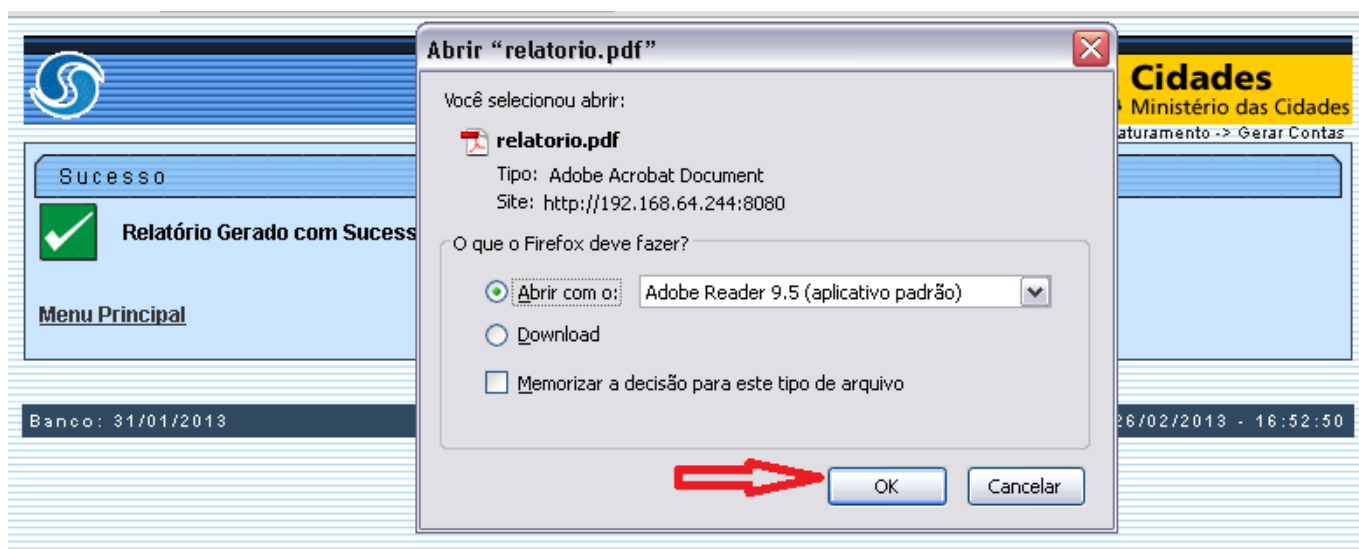 Abrir “relatorio.pdf”
Você selecionou abrir:
relatorio.pdf
Tipo: Adobe Acrobat Document
Site: http://192.168.64.244:8080
O que o Firefox deve fazer?
Abrir com o: Adobe Reader 9.5 (aplicativo padrão)
Download
Memorizar a decisão para este tipo de arquivo
OK Cancelar
Cidades
Ministério das Cidades
-> Gerar Contas
Sucesso
Relatório Gerado com
Menu Principal
Banco: 31/01/2013
26/02/2013 - 16:52:50